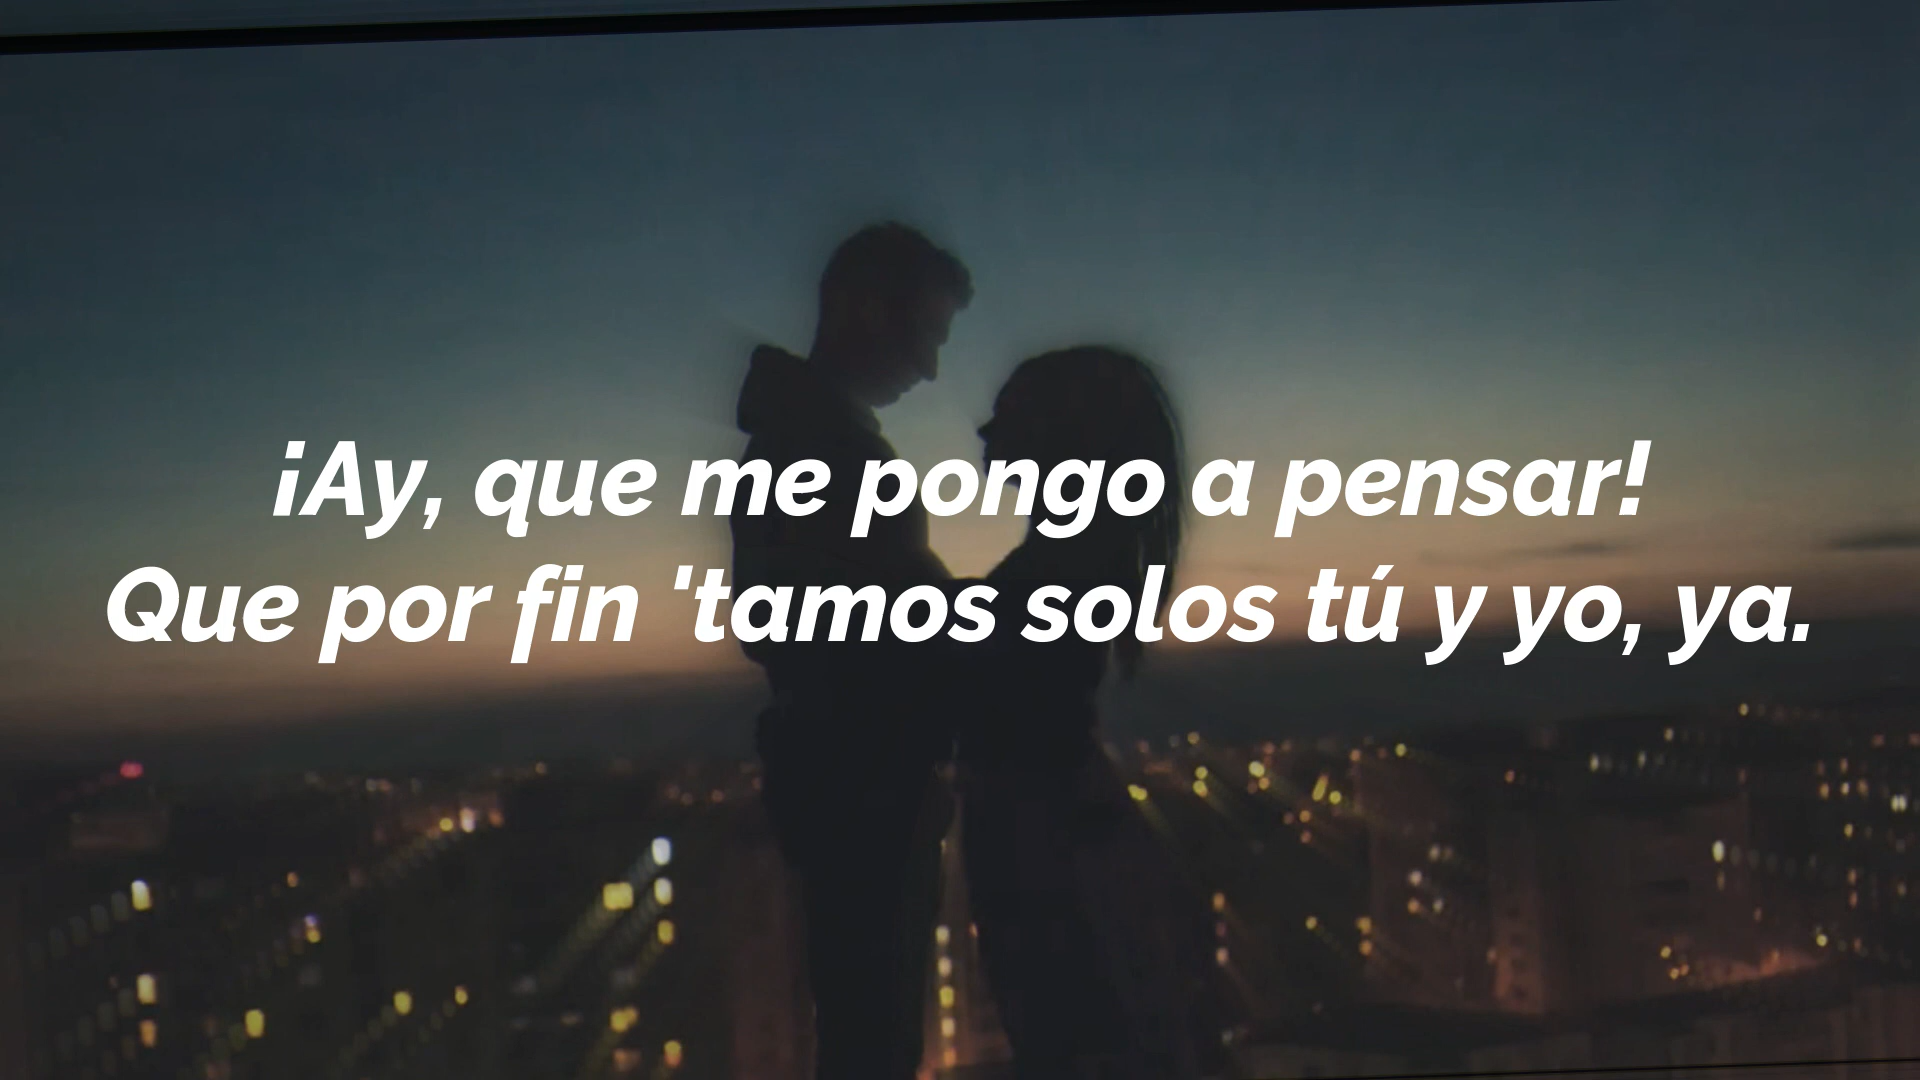 ¡Ay, que me pongo a pensar!
Que por fin 'tamos solos tú y yo, ya.